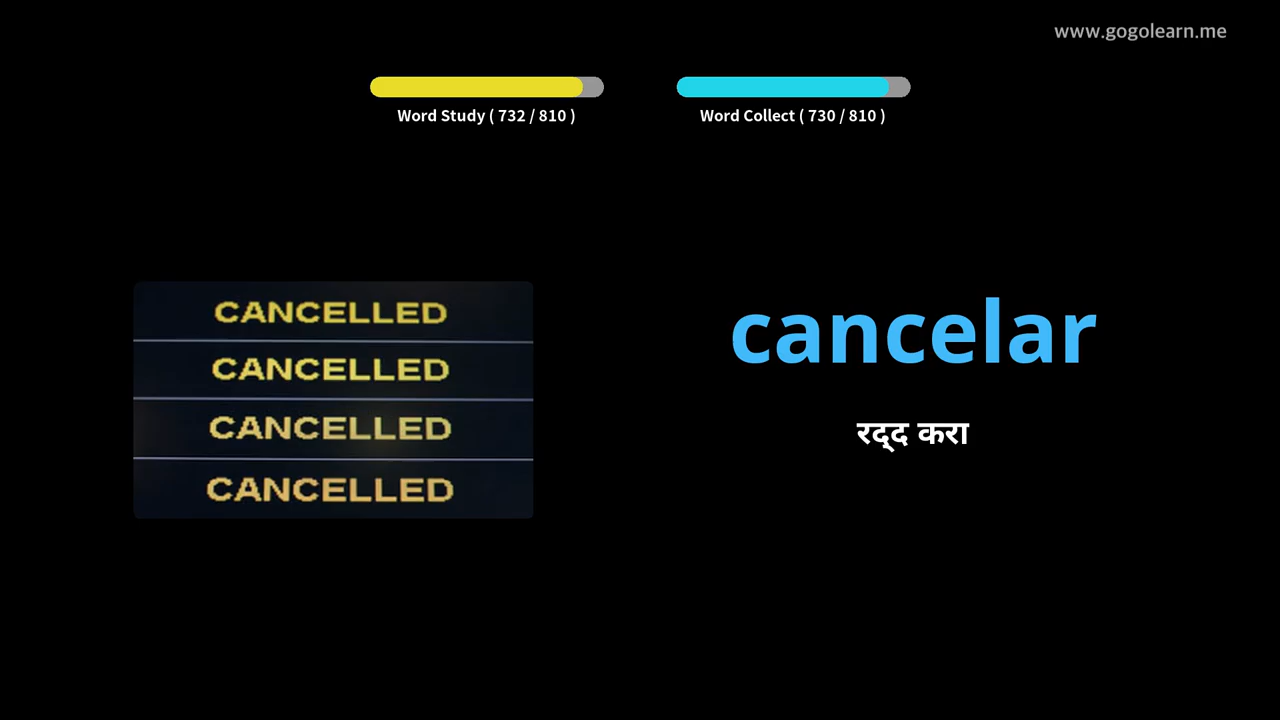 www.gogolearn.me
Word Study ( 732 / 810 )
Word Collect ( 730 / 810 )
CANCELLED
CANCELLED
CANCELLED
CANCELLED
cancelar
रद्द करा